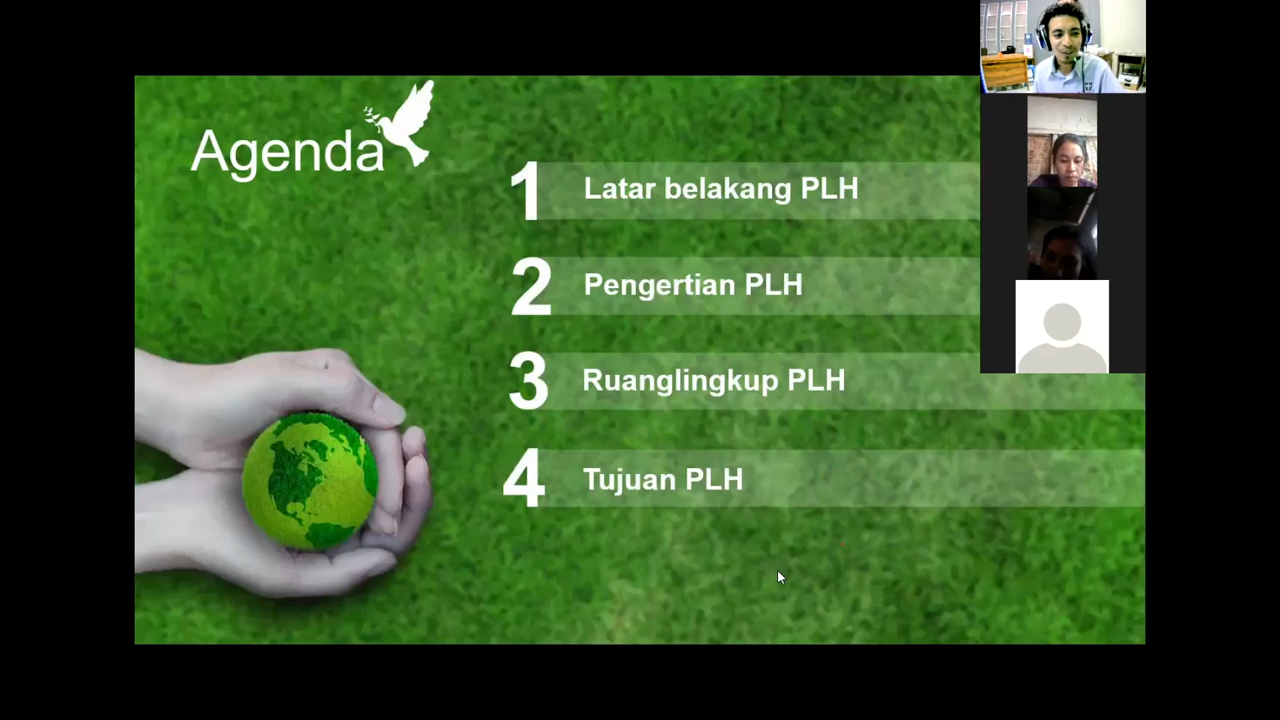 Agenda
1 Latar belakang PLH
2 Pengertian PLH
3 Ruanglingkup PLH
4 Tujuan PLH